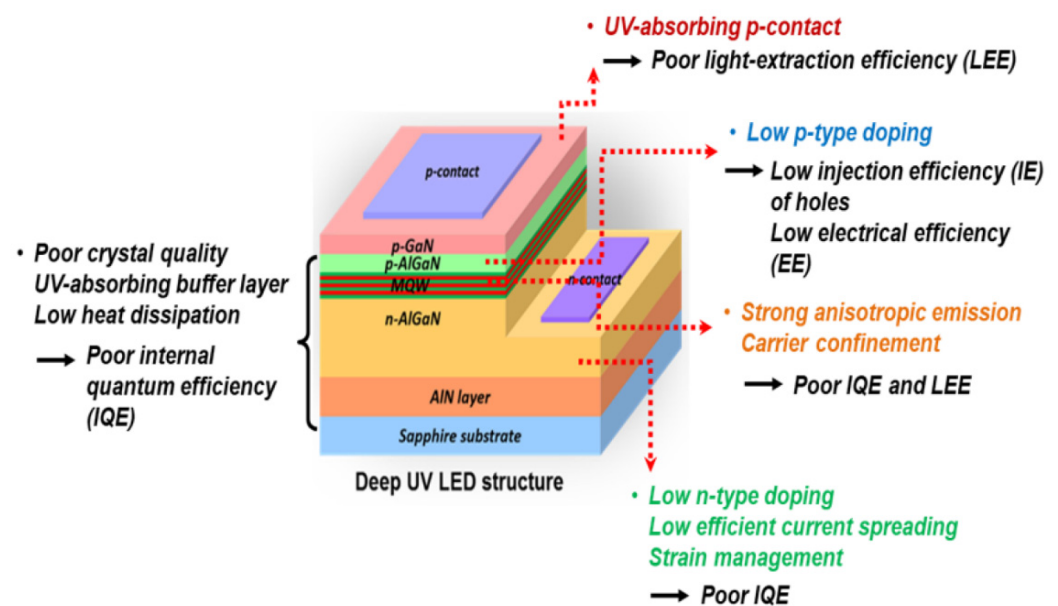 • UV-absorbing p-contact
Poor light-extraction efficiency (LEE)
• Low p-type doping
Low injection efficiency (IE)
of holes
Low electrical efficiency
(EE)
• Poor crystal quality
UV-absorbing buffer layer
Low heat dissipation
Poor internal
quantum efficiency
(IQE)
p-contact
p-GaN
p-AlGaN
MQW
n-AlGaN
n-contact
AlN layer
Sapphire substrate
Deep UV LED structure
• Strong anisotropic emission
Carrier confinement
Poor IQE and LEE
• Low n-type doping
Low efficient current spreading
Strain management
Poor IQE